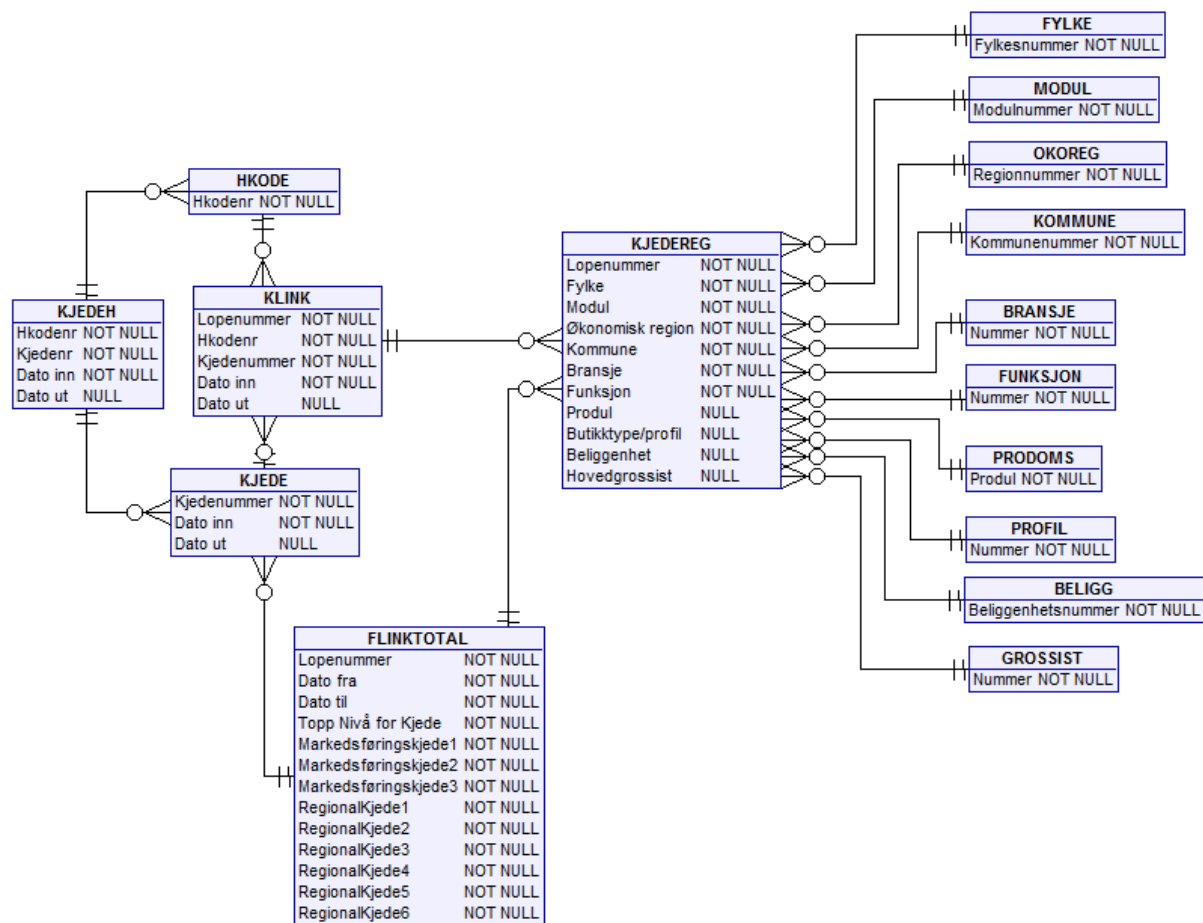 FYLKE
Fylkesnummer NOT NULL
MODUL
Modulnummer NOT NULL
OKOREG
Regionnummer NOT NULL
KOMMUNE
Kommunenummer NOT NULL
BRANSJE
Nummer NOT NULL
FUNKSJON
Nummer NOT NULL
PRODOMS
Produl NOT NULL
PROFIL
Nummer NOT NULL
BELIGG
Beliggenhetsnummer NOT NULL
GROSSIST
Nummer NOT NULL
HKODE
Hkodenr NOT NULL
KJEDEH
Hkodenr NOT NULL
Kjedenr NOT NULL
Dato inn NOT NULL
Dato ut NULL
KLINK
Lopenummer NOT NULL
Hkodenr NOT NULL
Kjedenummer NOT NULL
Dato inn NOT NULL
Dato ut NULL
KJEDE
Kjedenummer NOT NULL
Dato inn NOT NULL
Dato ut NULL
KJEDEREG
Lopenummer NOT NULL
Fylke NOT NULL
Modul NOT NULL
Økonomisk region NOT NULL
Kommune NOT NULL
Bransje NOT NULL
Funksjon NOT NULL
Produl NULL
Butikktype/profil NULL
Beliggenhet NULL
Hovedgrossist NULL
FLINKTOTAL
Lopenummer NOT NULL
Dato fra NOT NULL
Dato til NOT NULL
Topp Nivå for Kjede NOT NULL
Markedsføringskjede1 NOT NULL
Markedsføringskjede2 NOT NULL
Markedsføringskjede3 NOT NULL
RegionalKjede1 NOT NULL
RegionalKjede2 NOT NULL
RegionalKjede3 NOT NULL
RegionalKjede4 NOT NULL
RegionalKjede5 NOT NULL
RegionalKjede6 NOT NULL